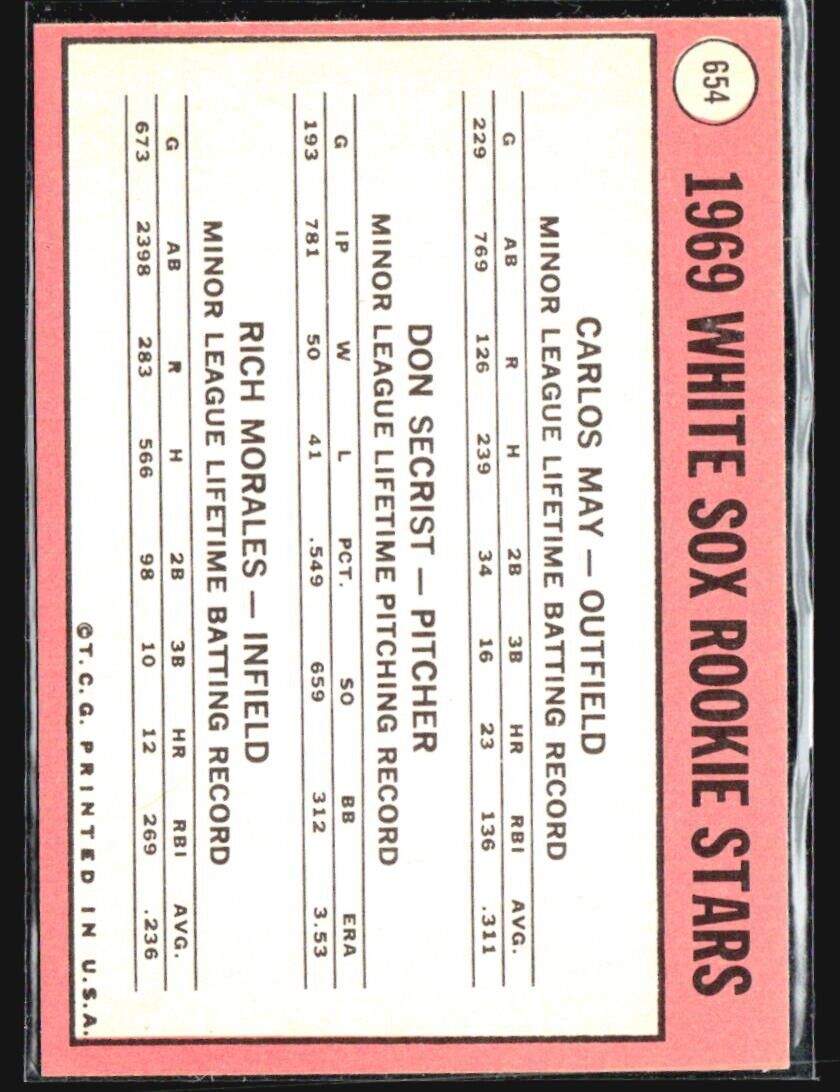 654
1969 WHITE SOX ROOKIE STARS
CARLOS MAY — OUTFIELD
MINOR LEAGUE LIFETIME BATTING RECORD
G AB R H 2B 3B HR RBI AVG.
229 769 126 239 34 16 23 136 .311
DON SECRIST — PITCHER
MINOR LEAGUE LIFETIME PITCHING RECORD
G IP W L PCT. SO BB ERA
193 781 50 41 .549 659 312 3.53
RICH MORALES — INFIELD
MINOR LEAGUE LIFETIME BATTING RECORD
G AB R H 2B 3B HR RBI AVG.
673 2398 283 566 98 10 12 269 .236
©T.C.G. PRINTED IN U.S.A.